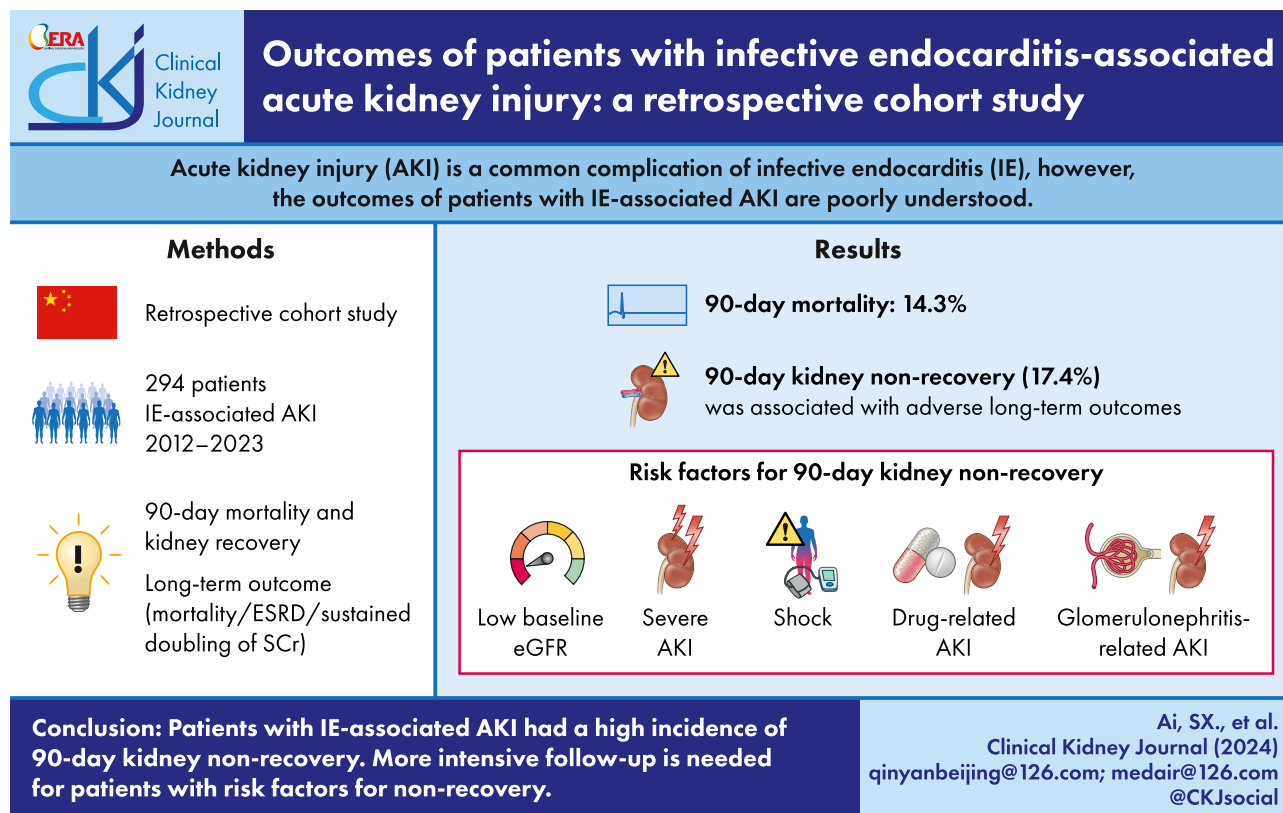 ERA
CKJ
Clinical
Kidney
Journal
Outcomes of patients with infective endocarditis-associated
acute kidney injury: a retrospective cohort study
Acute kidney injury (AKI) is a common complication of infective endocarditis (IE), however,
the outcomes of patients with IE-associated AKI are poorly understood.
Methods
Retrospective cohort study
294 patients
IE-associated AKI
2012–2023
90-day mortality and
kidney recovery
Long-term outcome
(mortality/ESRD/sustained
doubling of SCr)
Results
90-day mortality: 14.3%
90-day kidney non-recovery (17.4%)
was associated with adverse long-term outcomes
Risk factors for 90-day kidney non-recovery
Low baseline
eGFR
Severe
AKI
Shock
Drug-related
AKI
Glomerulonephritis-
related AKI
Conclusion: Patients with IE-associated AKI had a high incidence of
90-day kidney non-recovery. More intensive follow-up is needed
for patients with risk factors for non-recovery.
Ai, SX., et al.
Clinical Kidney Journal (2024)
qinyanbeijing@126.com; medair@126.com
@CKJsocial